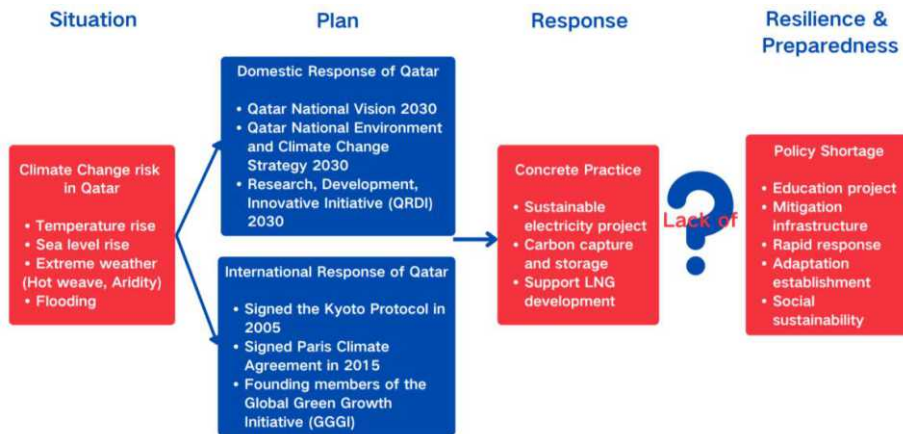 Situation
Plan
Response
Resilience &
Preparedness
Climate Change risk
in Qatar
• Temperature rise
• Sea level rise
• Extreme weather
(Hot weave, Aridity)
• Flooding
Domestic Response of Qatar
• Qatar National Vision 2030
• Qatar National Environment
and Climate Change
Strategy 2030
• Research, Development,
Innovative Initiative (QRDI)
2030
International Response of Qatar
• Signed the Kyoto Protocol in
2005
• Signed Paris Climate
Agreement in 2015
• Founding members of the
Global Green Growth
Initiative (GGGI)
Concrete Practice
• Sustainable
electricity project
• Carbon capture
and storage
• Support LNG
development
?
Lack of
Policy Shortage
• Education project
• Mitigation
infrastructure
• Rapid response
• Adaptation
establishment
• Social
sustainability